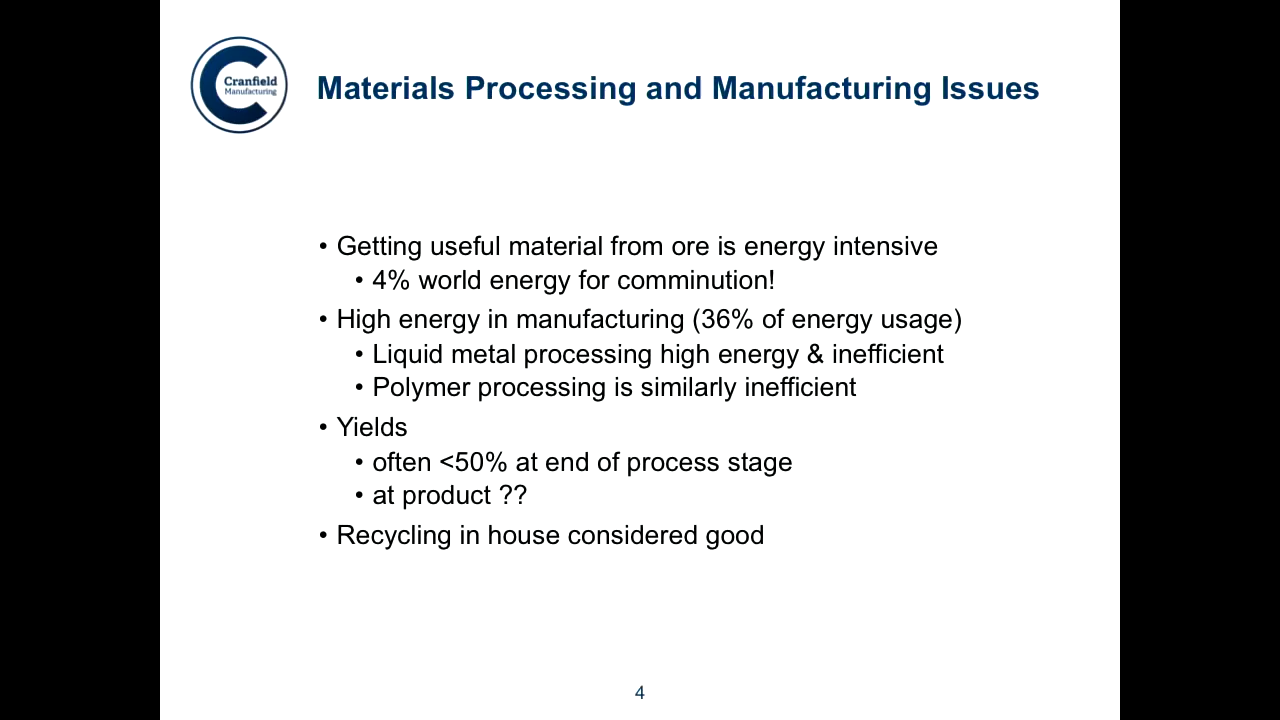 Cranfield
Manufacturing
Materials Processing and Manufacturing Issues
• Getting useful material from ore is energy intensive
• 4% world energy for comminution!
• High energy in manufacturing (36% of energy usage)
• Liquid metal processing high energy & inefficient
• Polymer processing is similarly inefficient
• Yields
• often <50% at end of process stage
• at product ??
• Recycling in house considered good
4